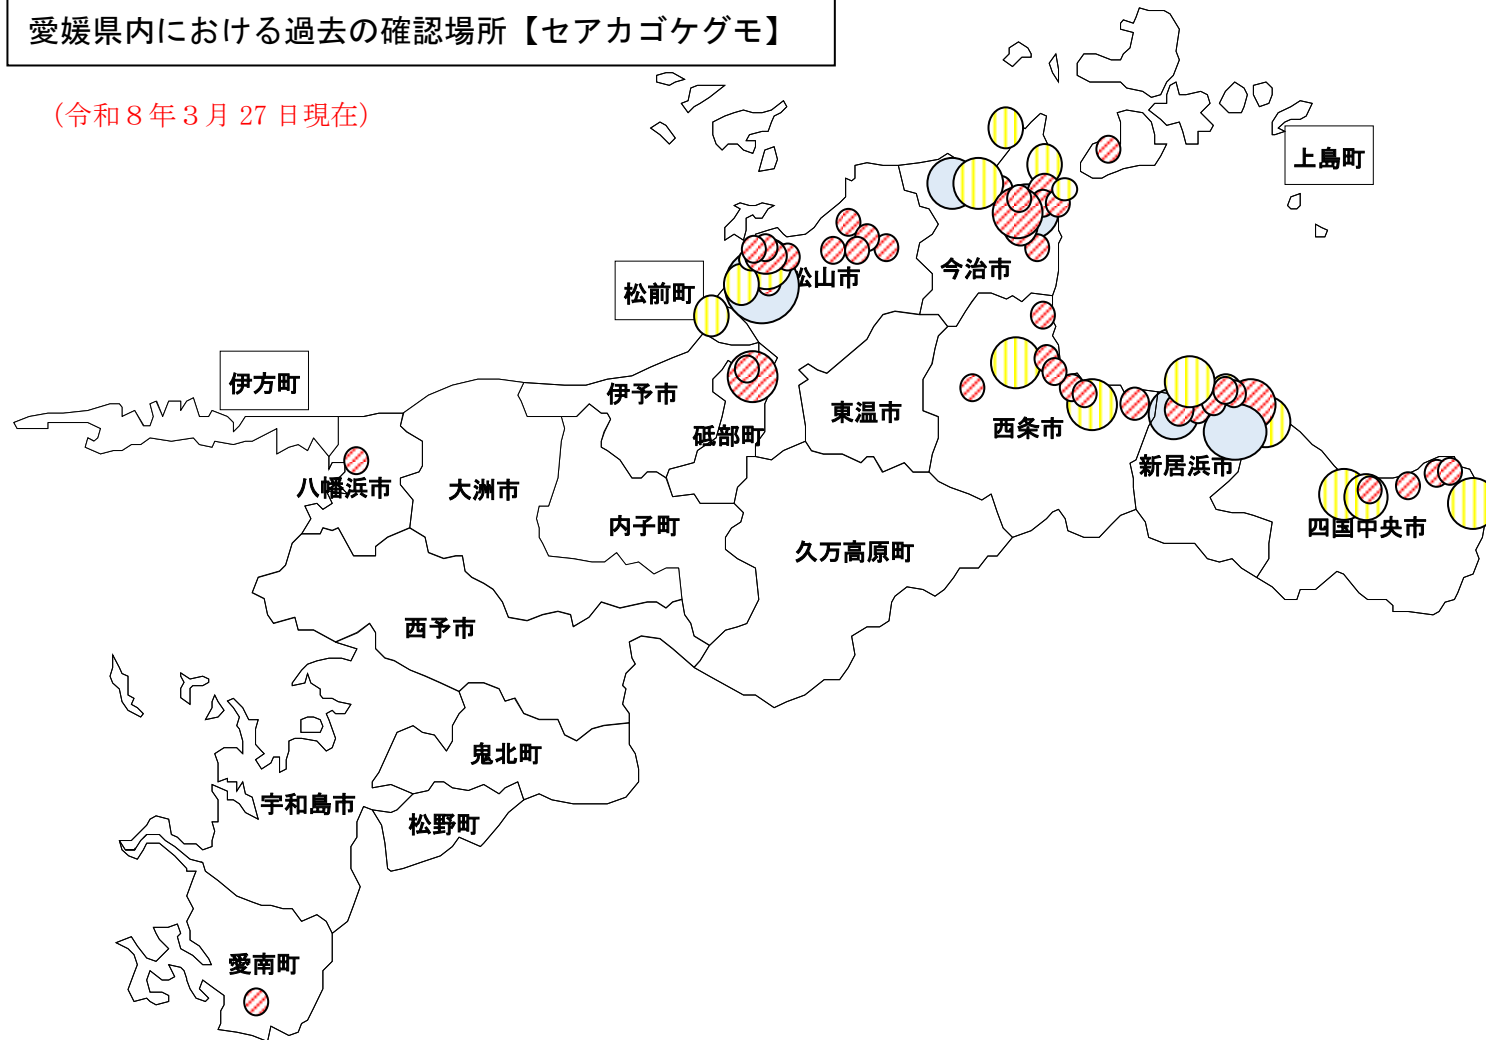 愛媛県内における過去の確認場所【セアカゴケグモ】
（令和８年３月 27 日現在）
上島町
今治市
松山市
松前町
伊方町
伊予市
東温市
西条市
砥部町
新居浜市
八幡浜市
大洲市
内子町
四国中央市
久万高原町
西予市
鬼北町
宇和島市
松野町
愛南町